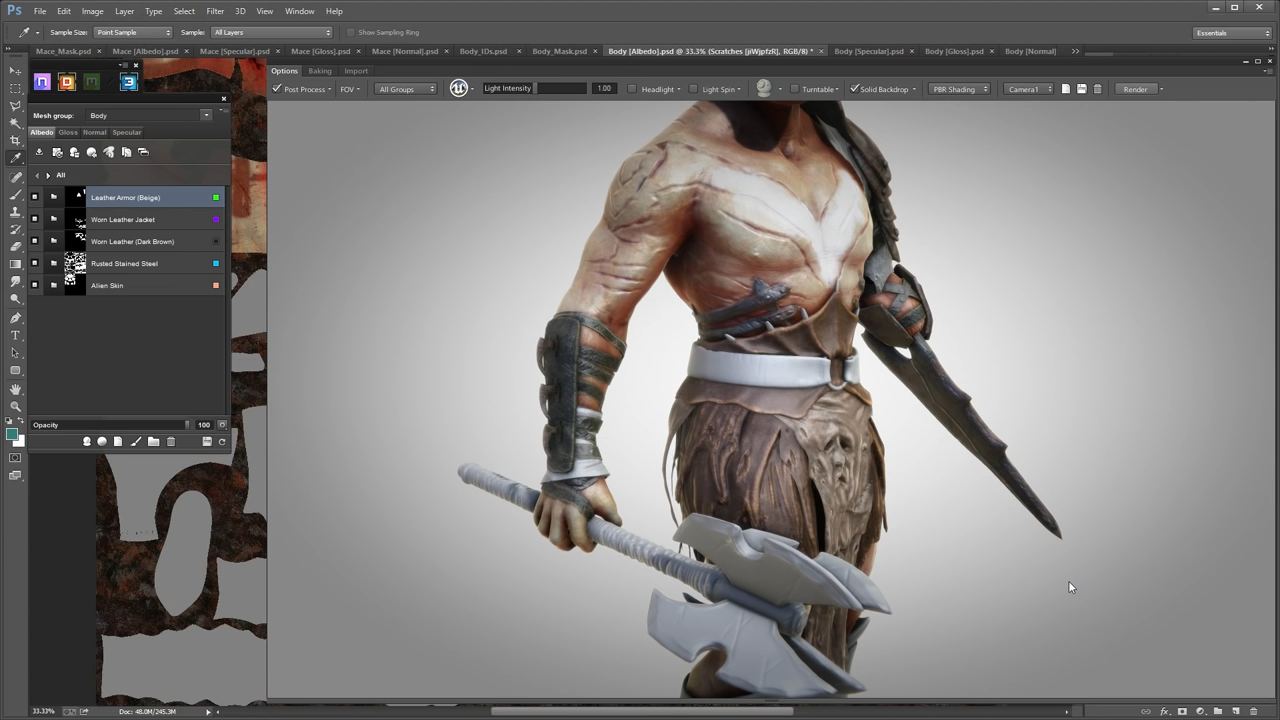 Ps File Edit Image Layer Type Select Filter 3D View Window Help
Sample Size: Point Sample Sample: All Layers Show Sampling Ring Essentials
Mace_Mask.psd × Mace [Albedo].psd × Mace [Specular].psd × Mace [Gloss].psd × Mace [Normal].psd × Body_IDs.psd × Body_Mask.psd × Body [Albedo].psd @ 33.3% (Scratches [jiWjpfzR], RGB/8) * × Body [Specular].psd × Body [Gloss].psd × Body [Normal]
Options Baking Import
Post Process FOV All Groups Light Intensity 1.00 Headlight Light Spin Turntable Solid Backdrop PBR Shading Camera1 Render
Mesh group: Body
Albedo Gloss Normal Specular
All
Leather Armor (Beige)
Worn Leather Jacket
Worn Leather (Dark Brown)
Rusted Stained Steel
Alien Skin
Opacity 100
33.33% Doc: 48.0M/245.3M